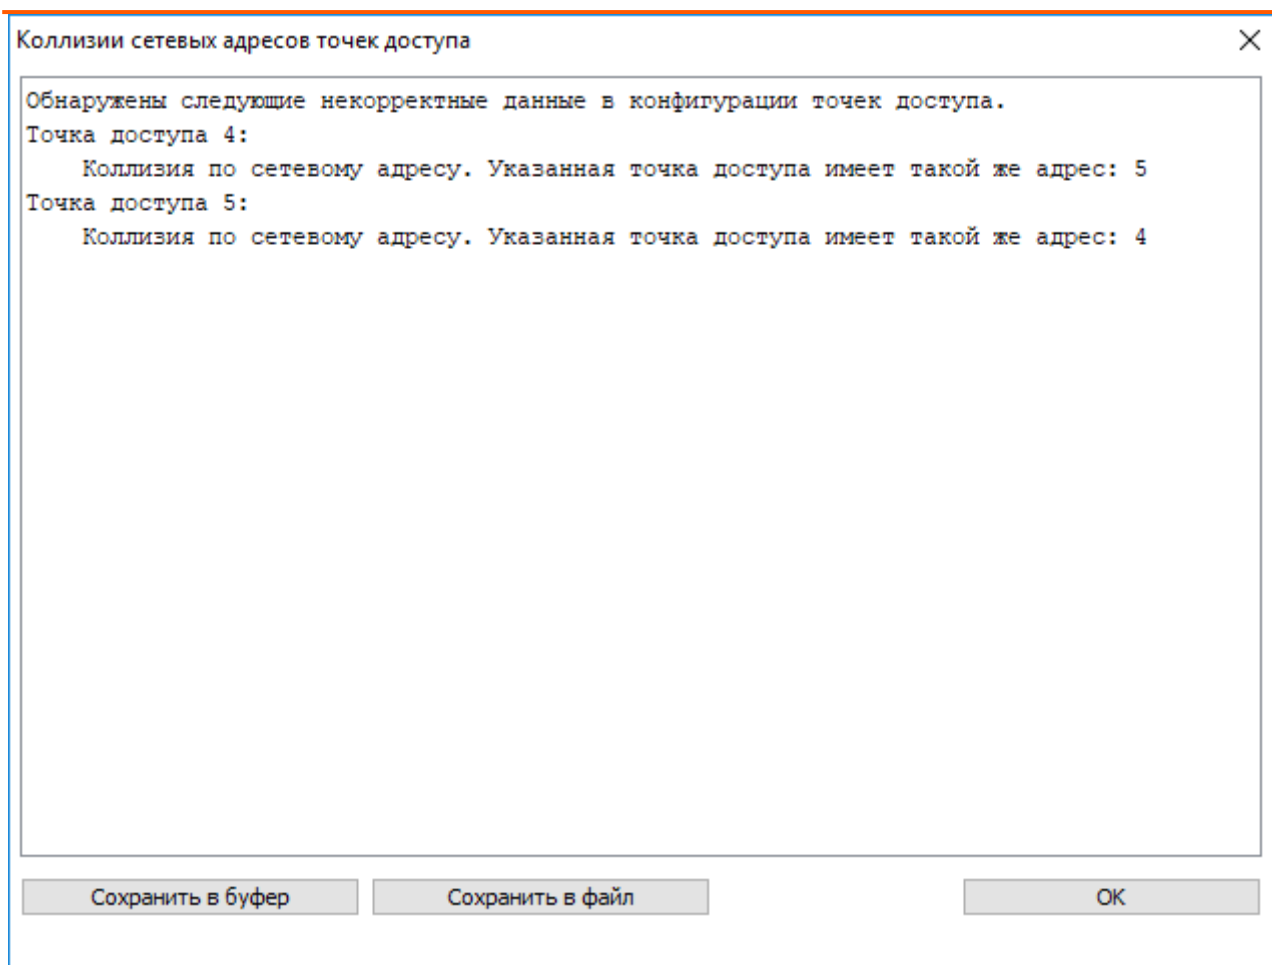 Коллизии сетевых адресов точек доступа
Обнаружены следующие некорректные данные в конфигурации точек доступа.
Точка доступа 4:
Коллизия по сетевому адресу. Указанная точка доступа имеет такой же адрес: 5
Точка доступа 5:
Коллизия по сетевому адресу. Указанная точка доступа имеет такой же адрес: 4
Сохранить в буфер Сохранить в файл OK